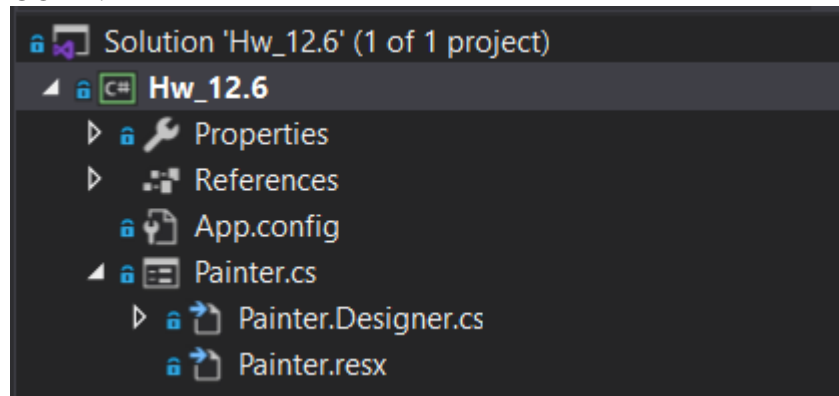 Solution 'Hw_12.6' (1 of 1 project)
C# Hw_12.6
Properties
References
App.config
Painter.cs
Painter.Designer.cs
Painter.resx